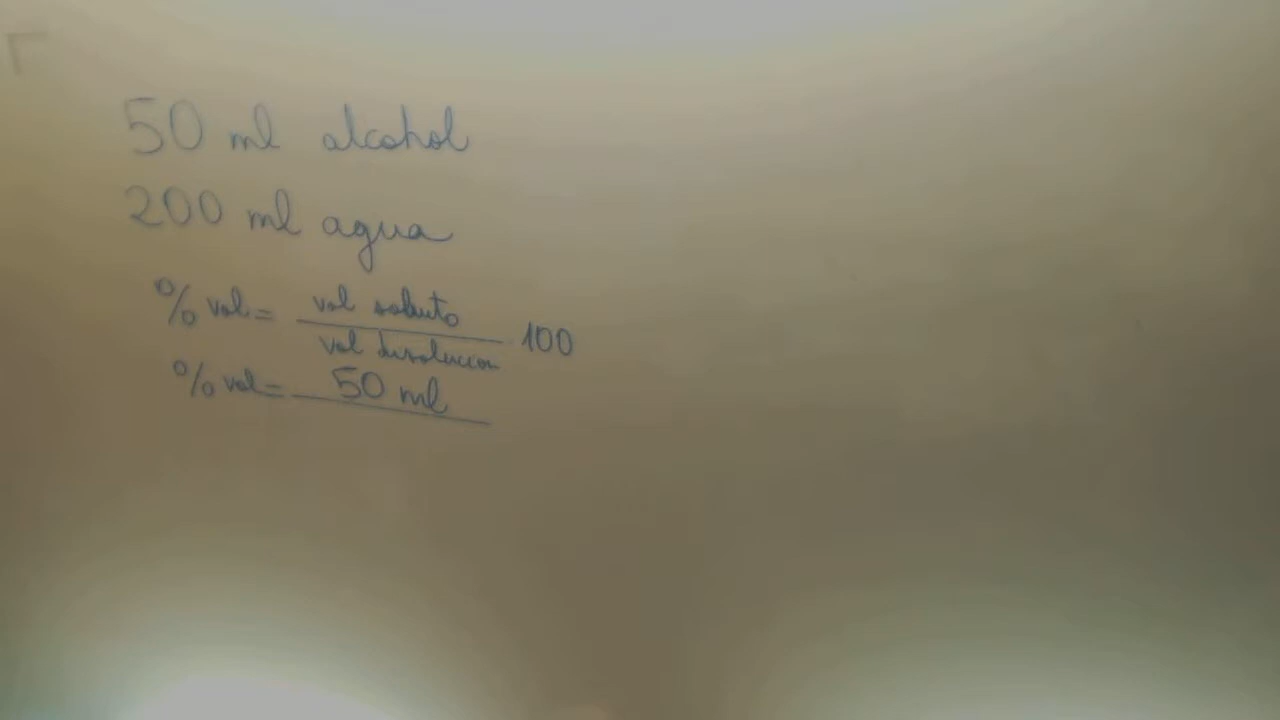 50 ml alcohol
200 ml agua
% vol = vol soluto / vol disolucion 100
% vol = 50 ml